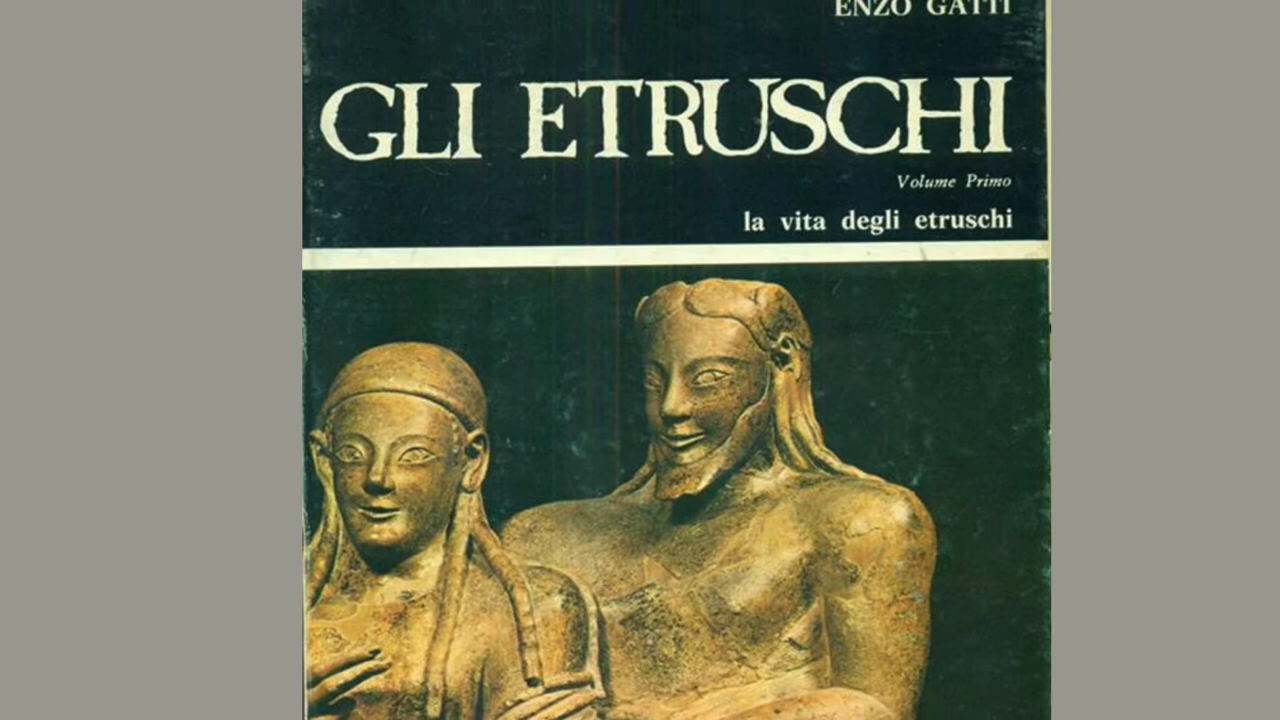 ENZO GATTI
GLI ETRUSCHI
Volume Primo
la vita degli etruschi